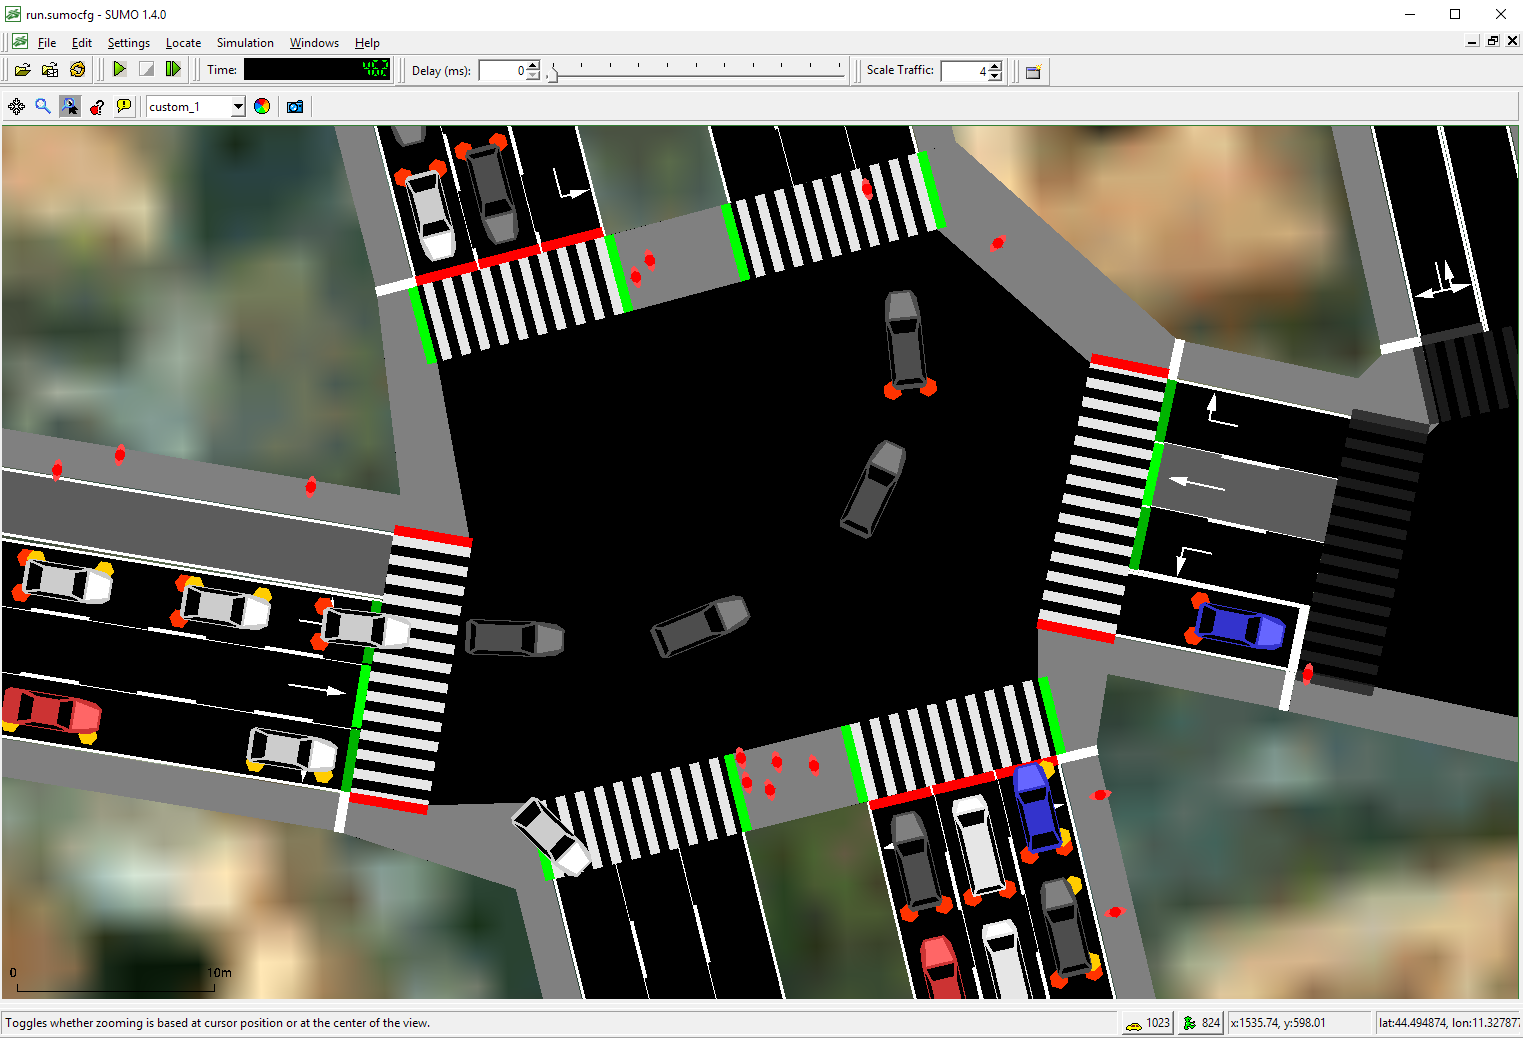 run.sumocfg - SUMO 1.4.0
File Edit Settings Locate Simulation Windows Help
Time: 462 Delay (ms): 0 Scale Traffic: 4
custom_1
0 10m
Toggles whether zooming is based at cursor position or at the center of the view. 1023 824 x:1535.74, y:598.01 lat:44.494874, lon:11.327877